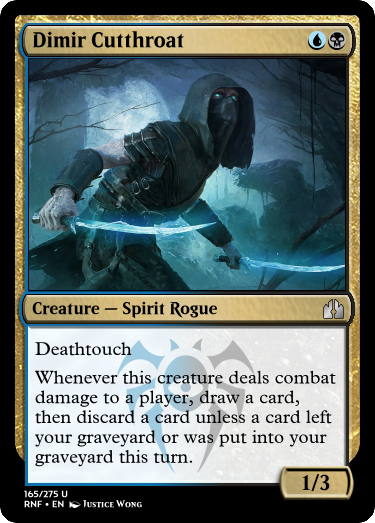 Dimir Cutthroat
Creature — Spirit Rogue
Deathtouch
Whenever this creature deals combat
damage to a player, draw a card,
then discard a card unless a card left
your graveyard or was put into your
graveyard this turn.
1/3
165/275 U
RNF • EN Justice Wong